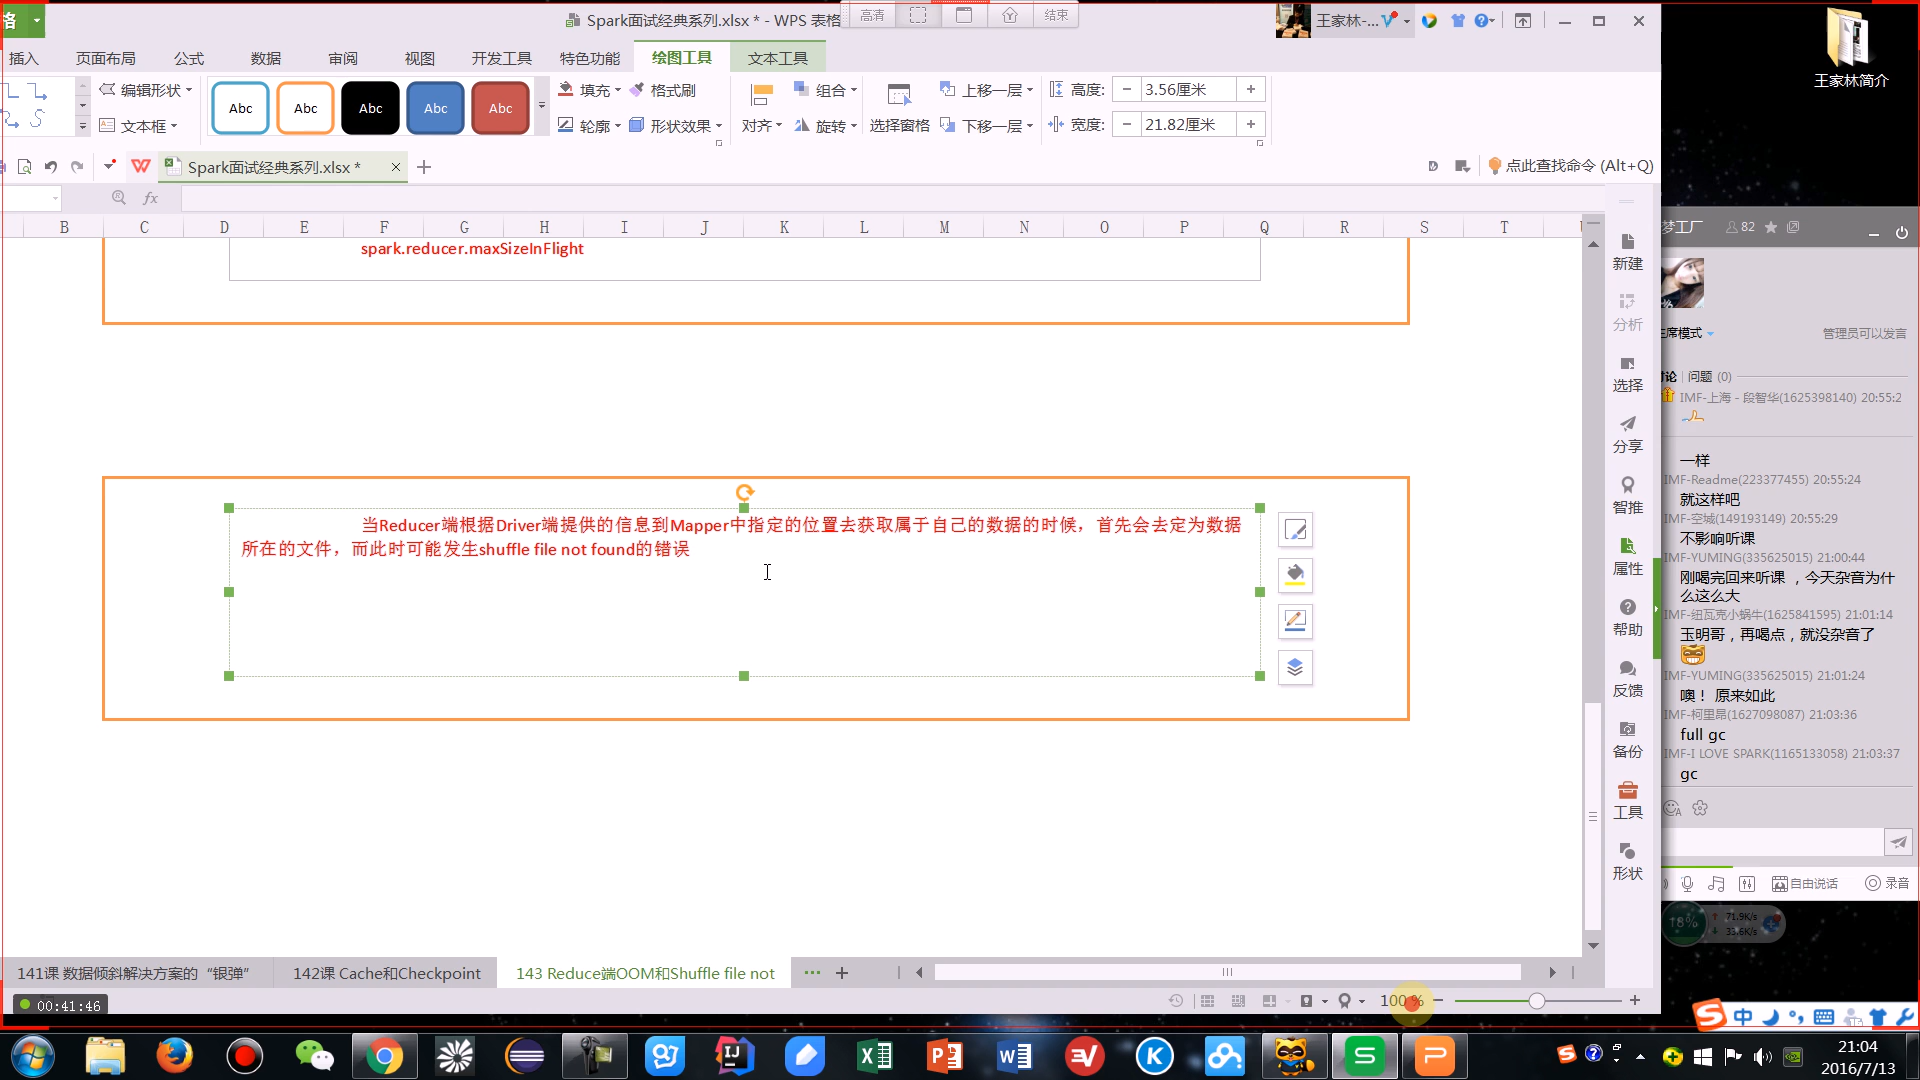 格
Spark面试经典系列.xlsx * - WPS 表格
高清
结束
王家林-...
插入 页面布局 公式 数据 审阅 视图 开发工具 特色功能 绘图工具 文本工具
编辑形状
文本框
Abc Abc Abc Abc Abc
填充 格式刷
轮廓 形状效果
对齐
组合
旋转
选择窗格
上移一层
下移一层
高度: - 3.56厘米 +
宽度: - 21.82厘米 +
Spark面试经典系列.xlsx *
点此查找命令 (Alt+Q)
fx
B C D E F G H I J K L M N O P Q R S T
spark.reducer.maxSizeInFlight
当Reducer端根据Driver端提供的信息到Mapper中指定的位置去获取属于自己的数据的时候，首先会去定为数据
所在的文件，而此时可能发生shuffle file not found的错误
新建
分析
选择
分享
智推
属性
帮助
反馈
备份
工具
形状
141课 数据倾斜解决方案的“银弹”
142课 Cache和Checkpoint
143 Reduce端OOM和Shuffle file not
00:41:46
100 %
王家林简介
梦工厂 82
主席模式
管理员可以发言
讨论 问题 (0)
IMF-上海 - 段智华(1625398140) 20:55:2
一样
IMF-Readme(223377455) 20:55:24
就这样吧
IMF-空城(149193149) 20:55:29
不影响听课
IMF-YUMING(335625015) 21:00:44
刚喝完回来听课 ，今天杂音为什
么这么大
IMF-纽瓦克小蜗牛(1625841595) 21:01:14
玉明哥，再喝点，就没杂音了
IMF-YUMING(335625015) 21:01:24
噢！ 原来如此
IMF-柯里昂(1627098087) 21:03:36
full gc
IMF-I LOVE SPARK(1165133058) 21:03:37
gc
自由说话
录音
18%
71.9K/s
33.6K/s
中
21:04
2016/7/13